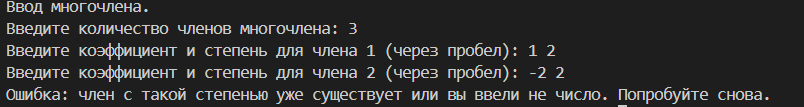 Ввод многочлена.
Введите количество членов многочлена: 3
Введите коэффициент и степень для члена 1 (через пробел): 1 2
Введите коэффициент и степень для члена 2 (через пробел): -2 2
Ошибка: член с такой степенью уже существует или вы ввели не число. Попробуйте снова.